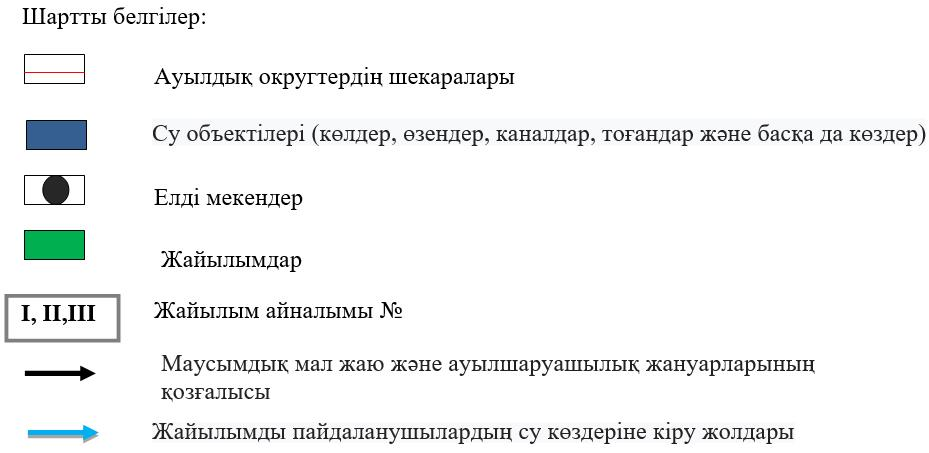 Шартты белгілер:
Ауылдық округтердің шекаралары
Су объектілері (көлдер, өзендер, каналдар, тоғандар және басқа да көздер)
Елді мекендер
Жайылымдар
I, II,III Жайылым айналымы №
Маусымдық мал жаю және ауылшаруашылық жануарларының
қозғалысы
Жайылымды пайдаланушылардың су көздеріне кіру жолдары